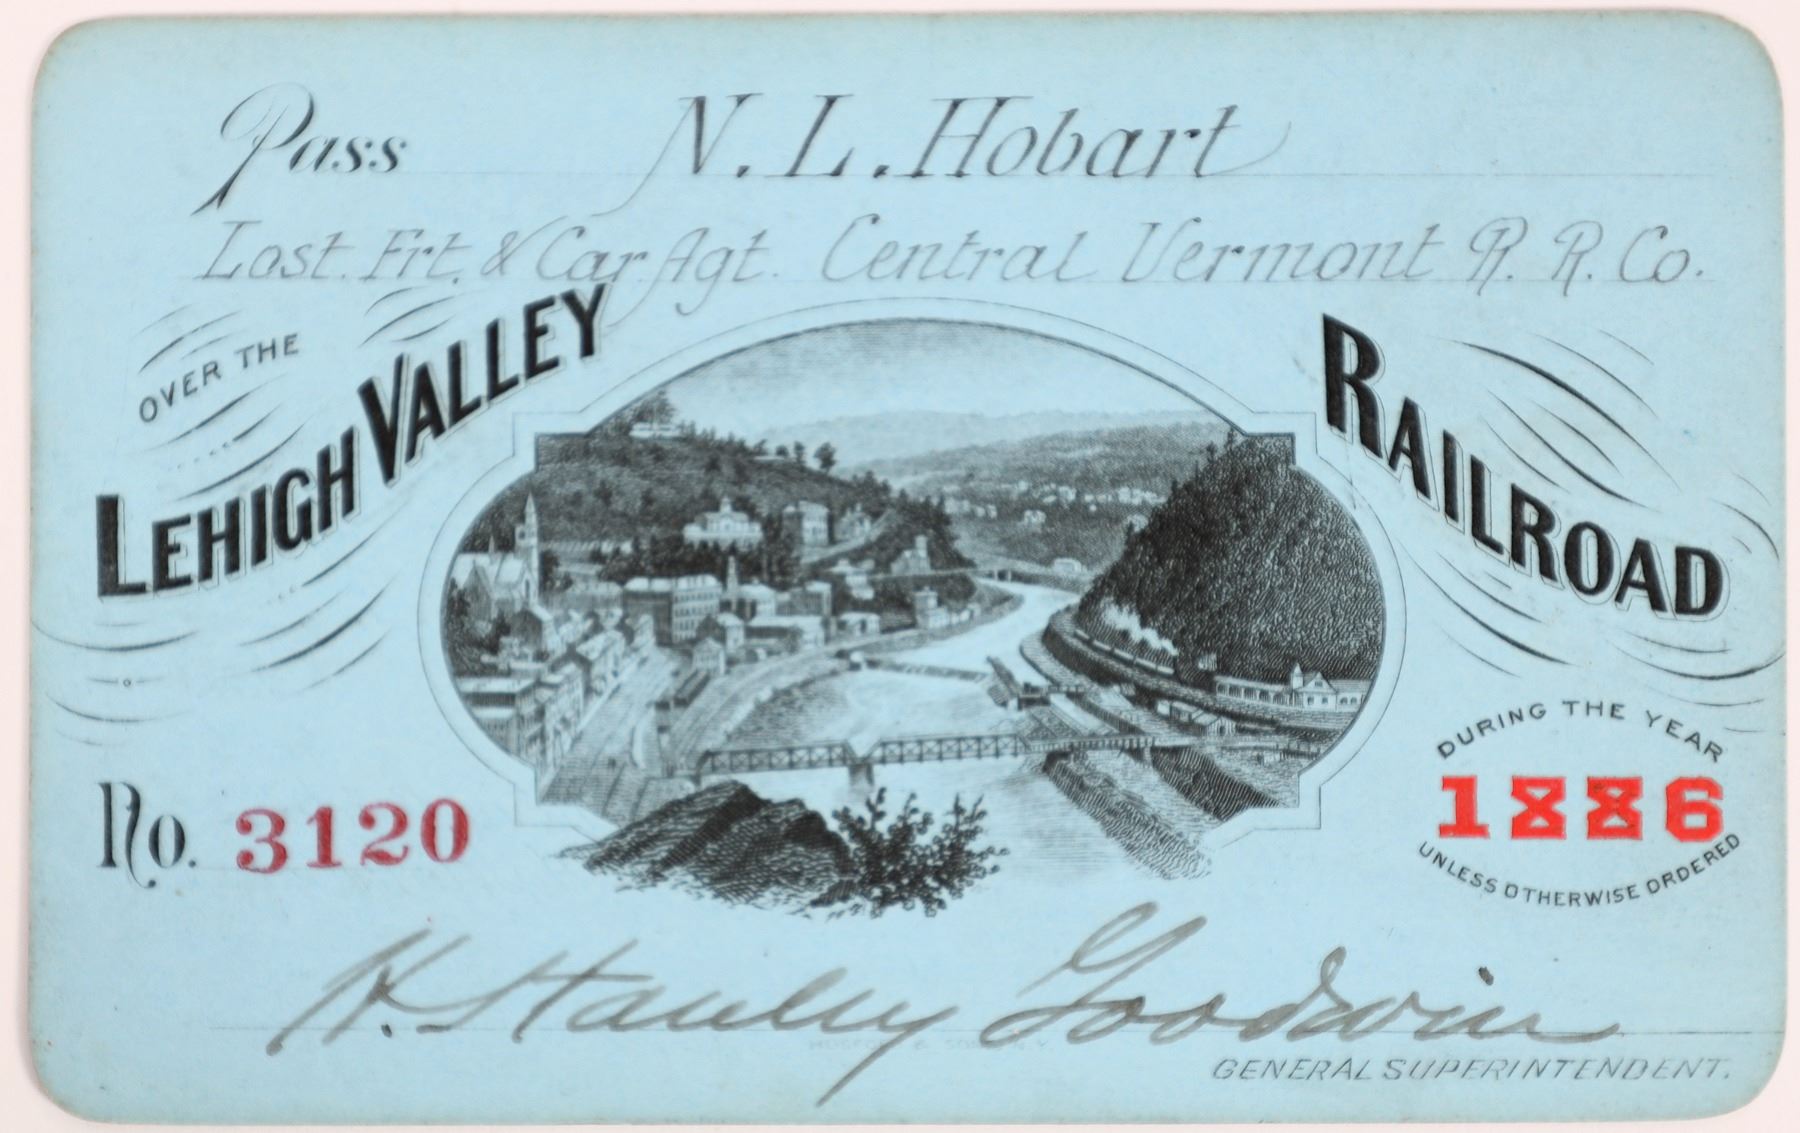 Pass N. L. Hobart
Lost. Frt. & Car Agt. Central Vermont R. R. Co.
OVER THE
LEHIGH VALLEY RAILROAD
DURING THE YEAR
1886
UNLESS OTHERWISE ORDERED
No. 3120
H. Stanley Goodwin
GENERAL SUPERINTENDENT.